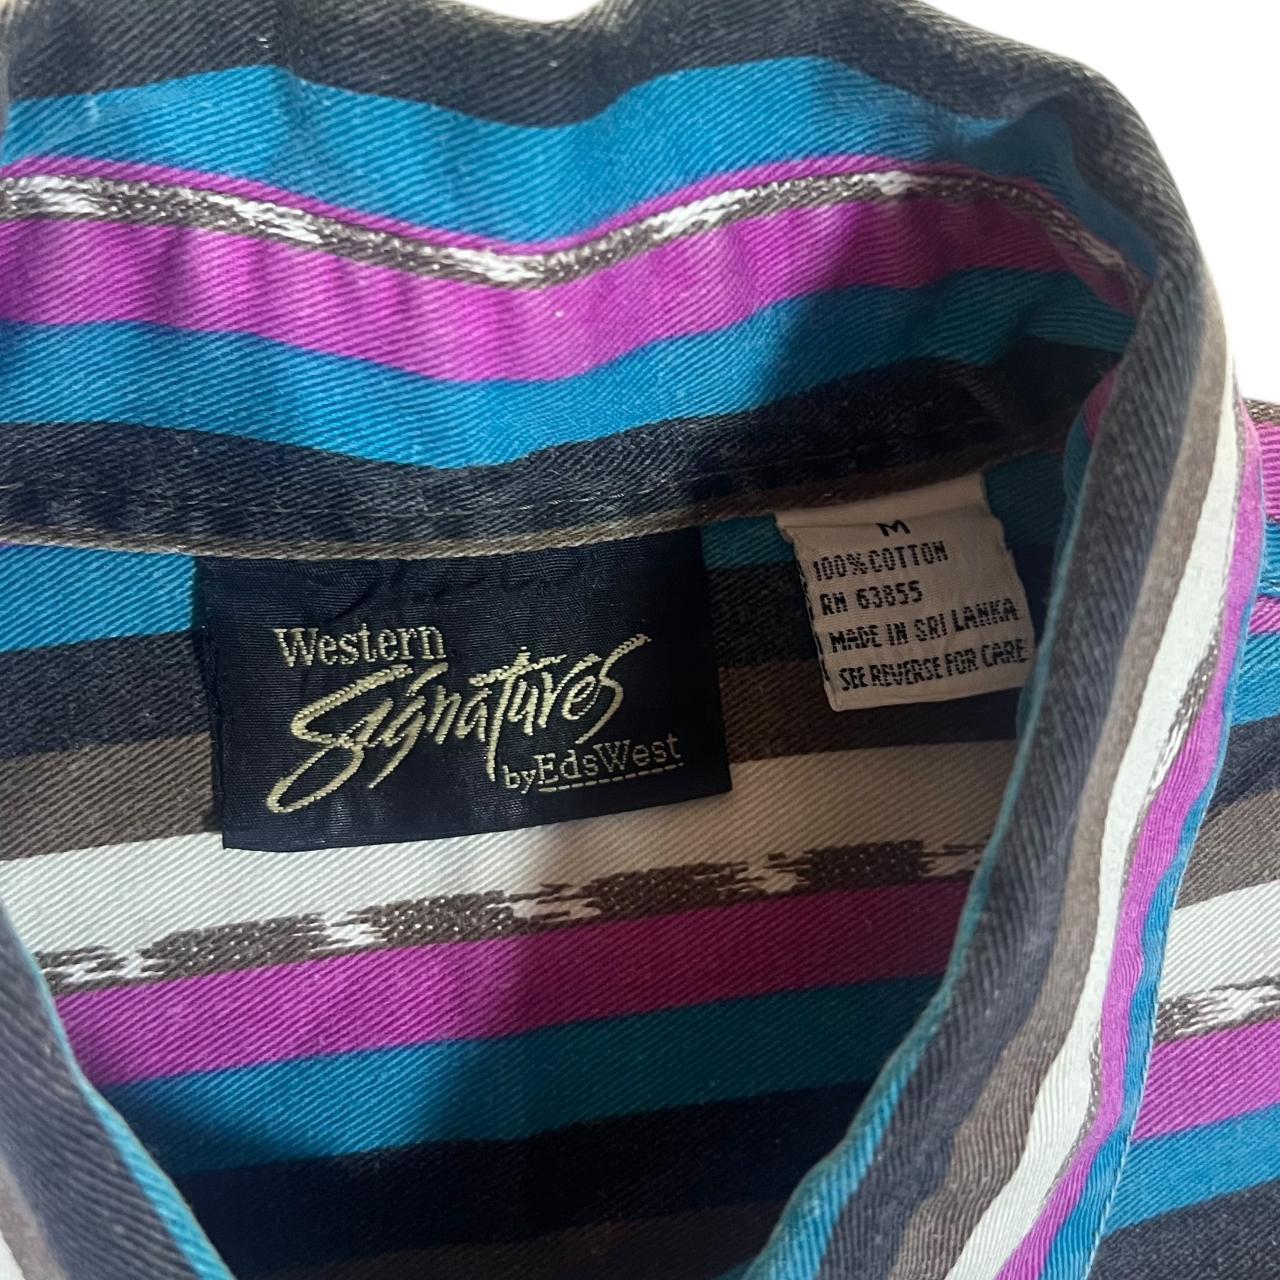 Western
Signatures
by EdsWest
M
100% COTTON
RN 63855
MADE IN SRI LANKA
SEE REVERSE FOR CARE